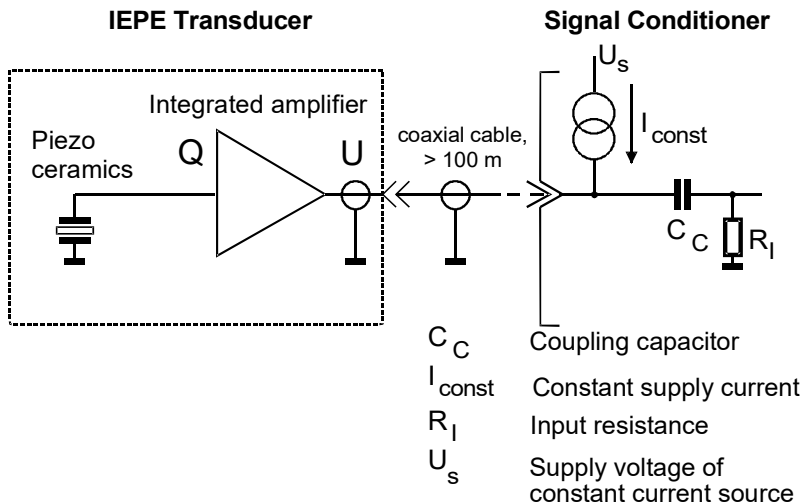 IEPE Transducer
Signal Conditioner
Integrated amplifier
Piezo
ceramics
Q
U
coaxial cable,
> 100 m
Us
I const
C C
R I
C C Coupling capacitor
I const Constant supply current
R I Input resistance
U s Supply voltage of
constant current source